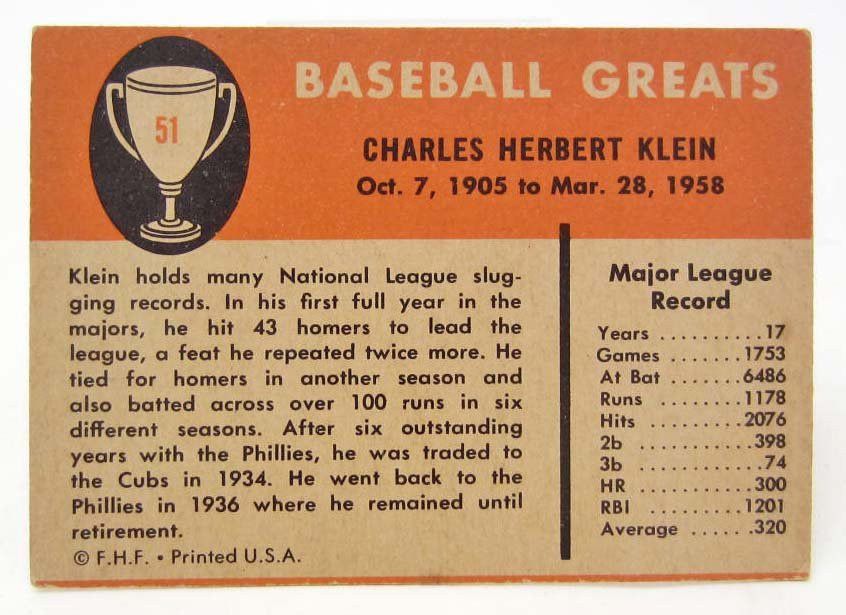 51
BASEBALL GREATS
CHARLES HERBERT KLEIN
Oct. 7, 1905 to Mar. 28, 1958
Klein holds many National League slug-
ging records. In his first full year in the
majors, he hit 43 homers to lead the
league, a feat he repeated twice more. He
tied for homers in another season and
also batted across over 100 runs in six
different seasons. After six outstanding
years with the Phillies, he was traded to
the Cubs in 1934. He went back to the
Phillies in 1936 where he remained until
retirement.
© F.H.F. • Printed U.S.A.
Major League
Record
Years ..........17
Games .......1753
At Bat .......6486
Runs ........1178
Hits .........2076
2b ...........398
3b ............74
HR ...........300
RBI ..........1201
Average ......320